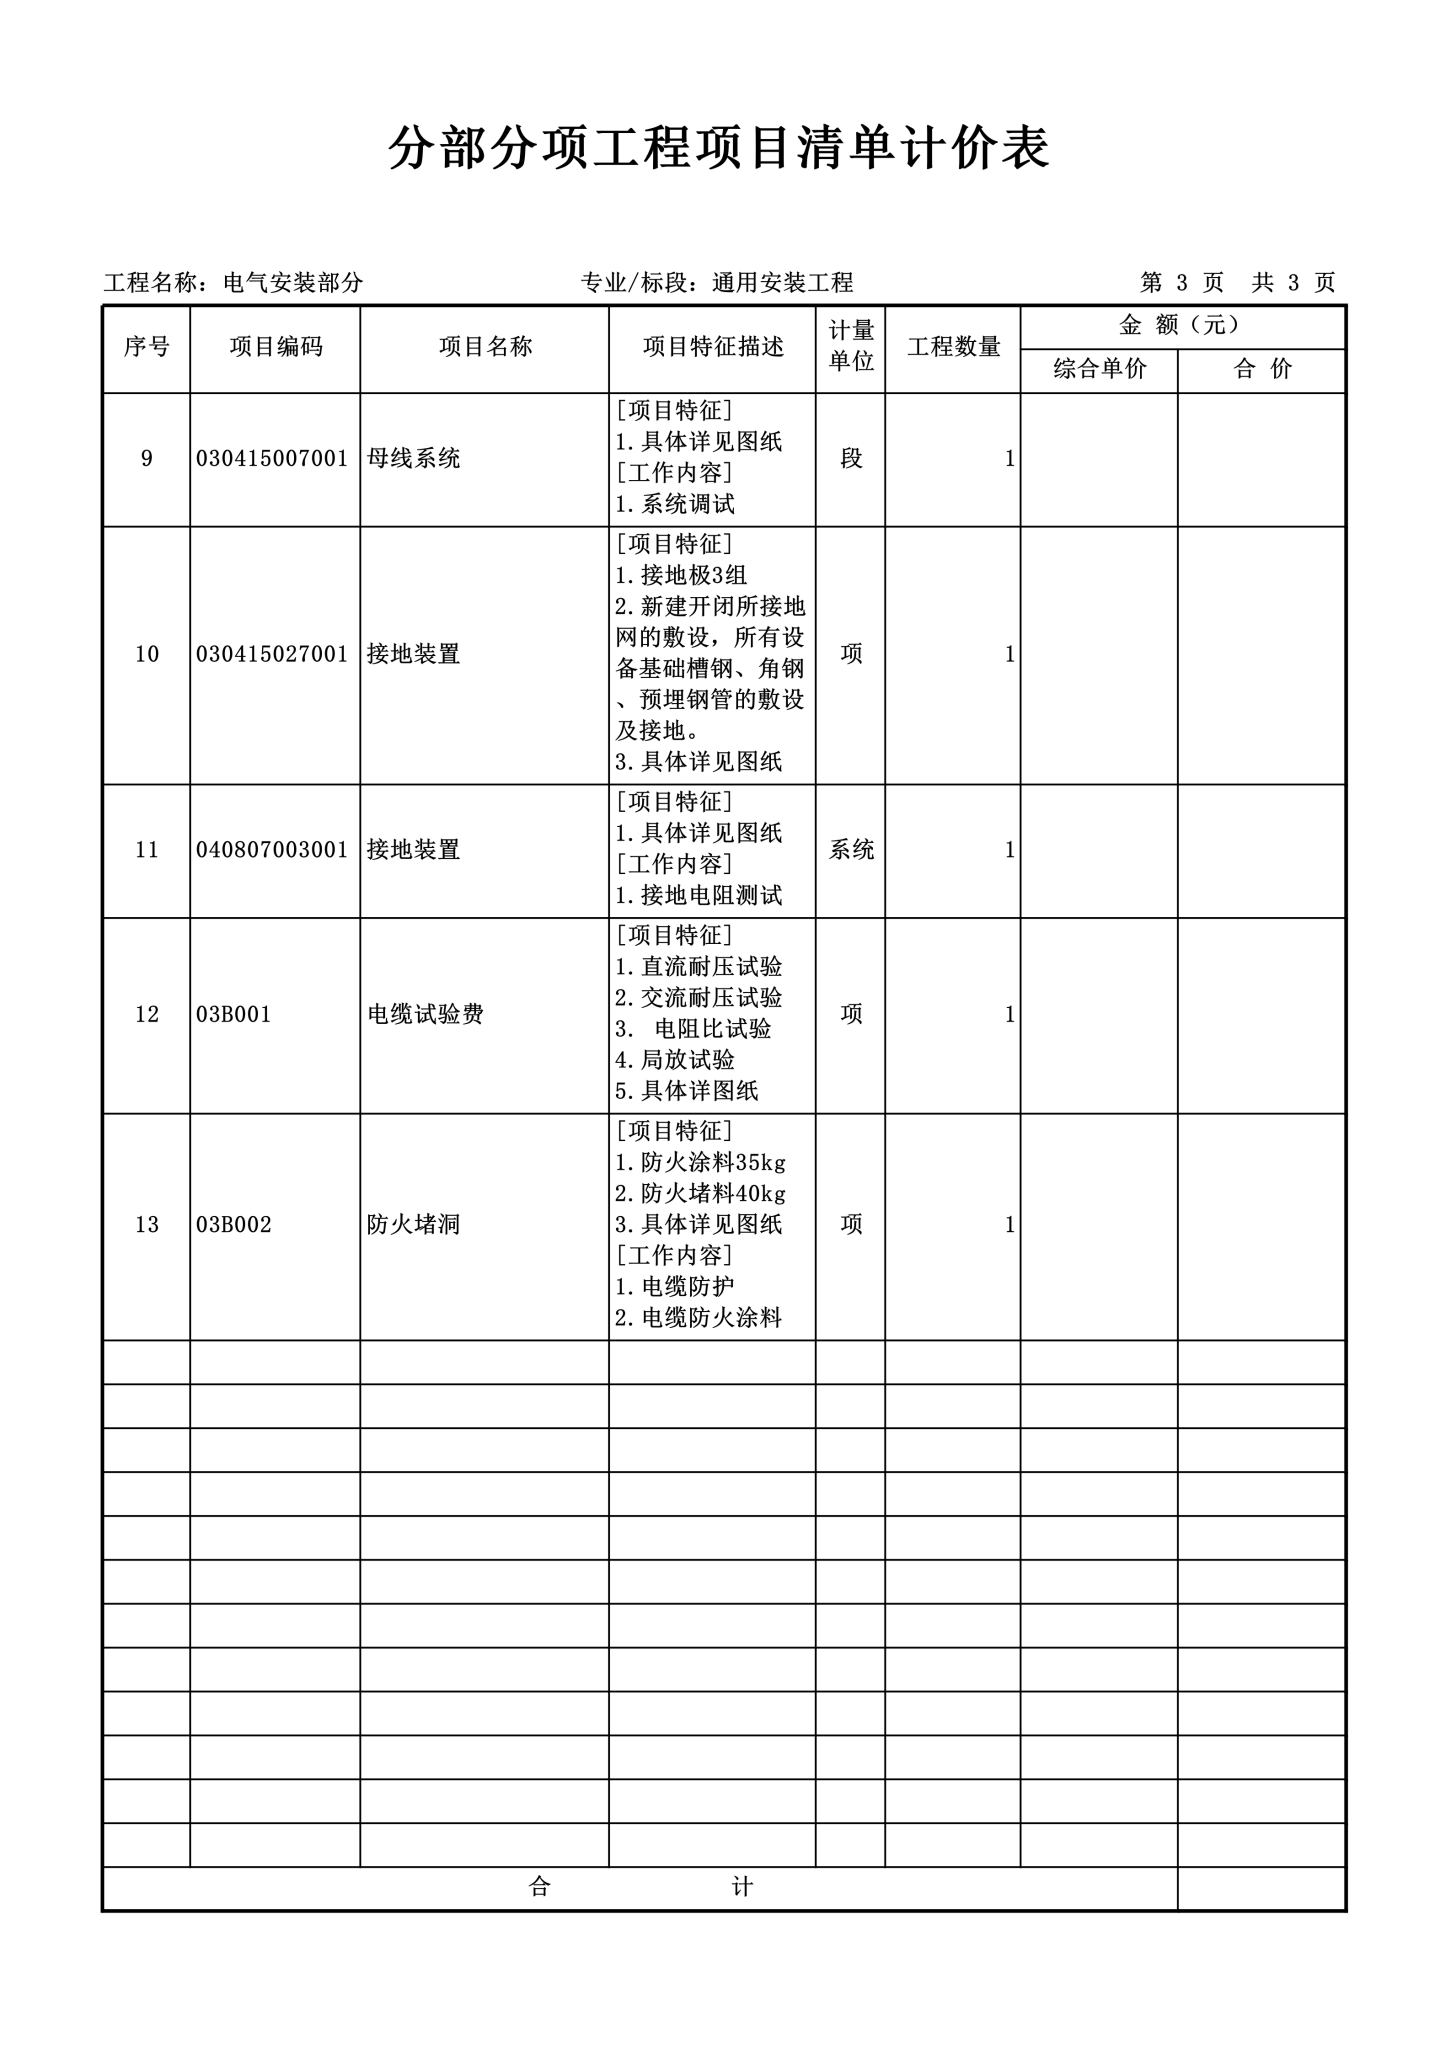 分部分项工程项目清单计价表
工程名称：电气安装部分 专业/标段：通用安装工程 第 3 页 共 3 页
序号 项目编码 项目名称 项目特征描述 计量单位 工程数量 金 额（元）
综合单价 合 价
9 030415007001 母线系统 [项目特征]
1.具体详见图纸
[工作内容]
1.系统调试
段 1
10 030415027001 接地装置 [项目特征]
1.接地极3组
2.新建开闭所接地
网的敷设，所有设
备基础槽钢、角钢
、预埋钢管的敷设
及接地。
3.具体详见图纸
项 1
11 040807003001 接地装置 [项目特征]
1.具体详见图纸
[工作内容]
1.接地电阻测试
系统 1
12 03B001 电缆试验费 [项目特征]
1.直流耐压试验
2.交流耐压试验
3. 电阻比试验
4.局放试验
5.具体详图纸
项 1
13 03B002 防火堵洞 [项目特征]
1.防火涂料35kg
2.防火堵料40kg
3.具体详见图纸
[工作内容]
1.电缆防护
2.电缆防火涂料
项 1
合 计